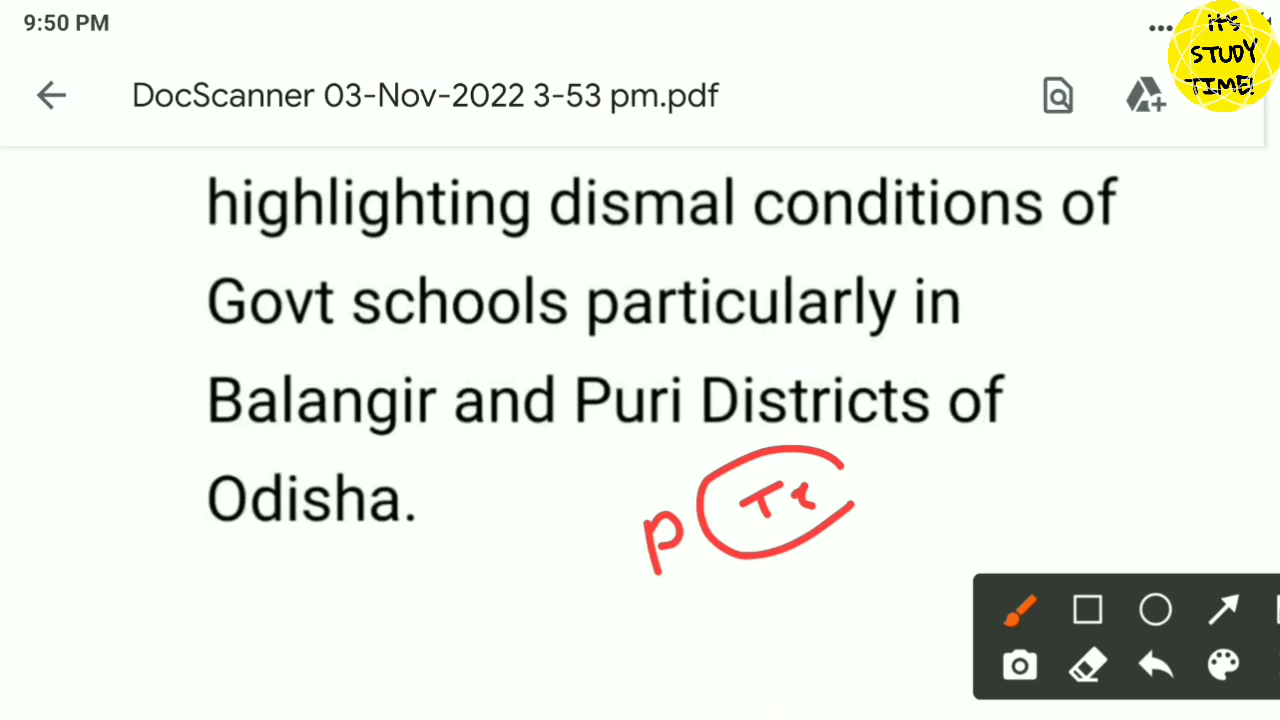 9:50 PM
IT'S
STUDY
TIME!
DocScanner 03-Nov-2022 3-53 pm.pdf
highlighting dismal conditions of
Govt schools particularly in
Balangir and Puri Districts of
Odisha.
P